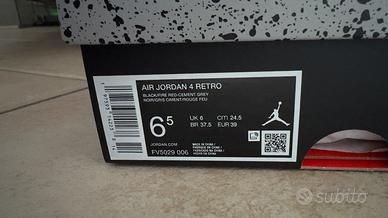 AIR JORDAN 4 RETRO
BLACK/FIRE RED-CEMENT GREY
NOIR/GRIS CIMENT/ROUGE FEU
6.5
UK 6
CM 24.5
BR 37,5
EUR 39
JORDAN.COM
FV5029 006
MADE IN CHINA /
subito